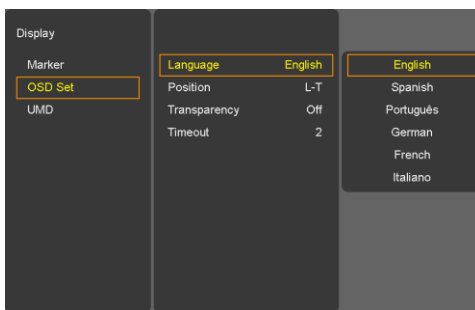 Display
Marker
OSD Set
UMD
Language English
Position L-T
Transparency Off
Timeout 2
English
Spanish
Português
German
French
Italiano